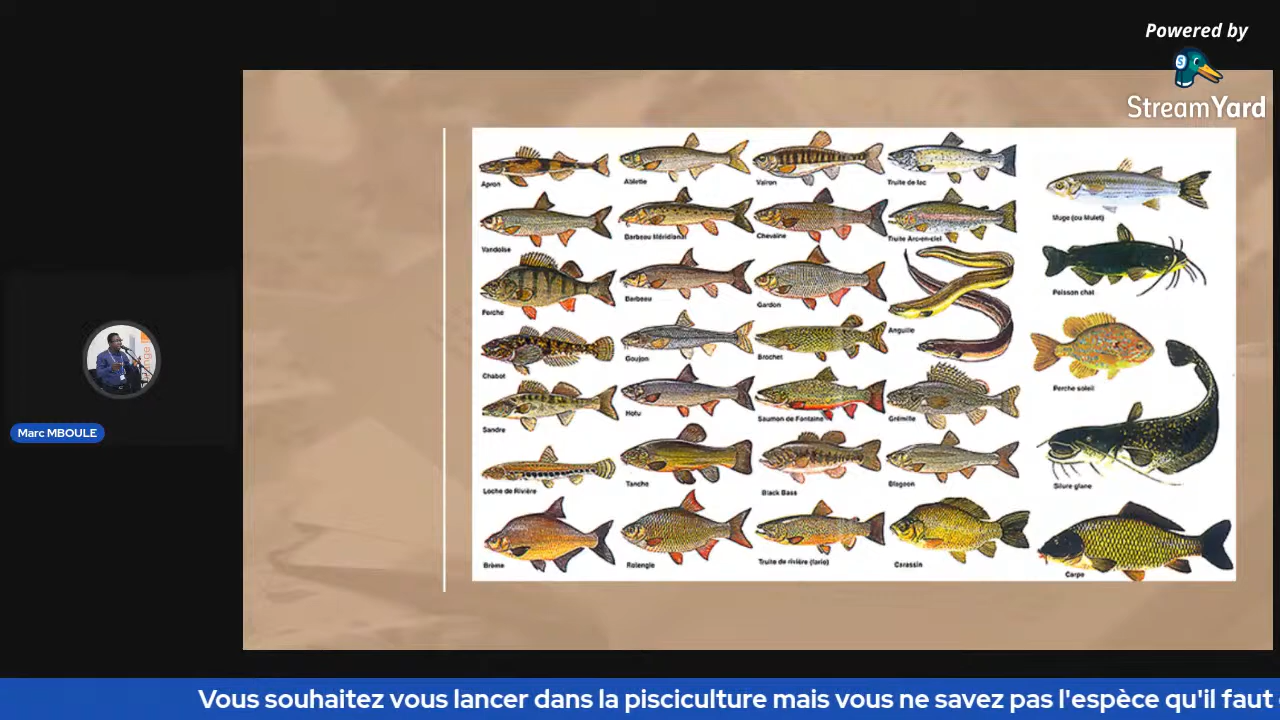 Powered by
StreamYard
Apron
Ablette
Vairon
Truite de lac
Vandoise
Barbeau Méridional
Chevaine
Truite Arc-en-ciel
Muge (ou Mulet)
Perche
Barbeau
Gardon
Anguille
Poisson chat
Chabot
Goujon
Brochet
Perche soleil
Sandre
Hotu
Saumon de Fontaine
Grémille
Loche de Rivière
Tanche
Black Bass
Blageon
Silure glane
Brème
Rotengle
Truite de rivière (fario)
Carassin
Carpe
Marc MBOULE
Vous souhaitez vous lancer dans la pisciculture mais vous ne savez pas l'espèce qu'il faut